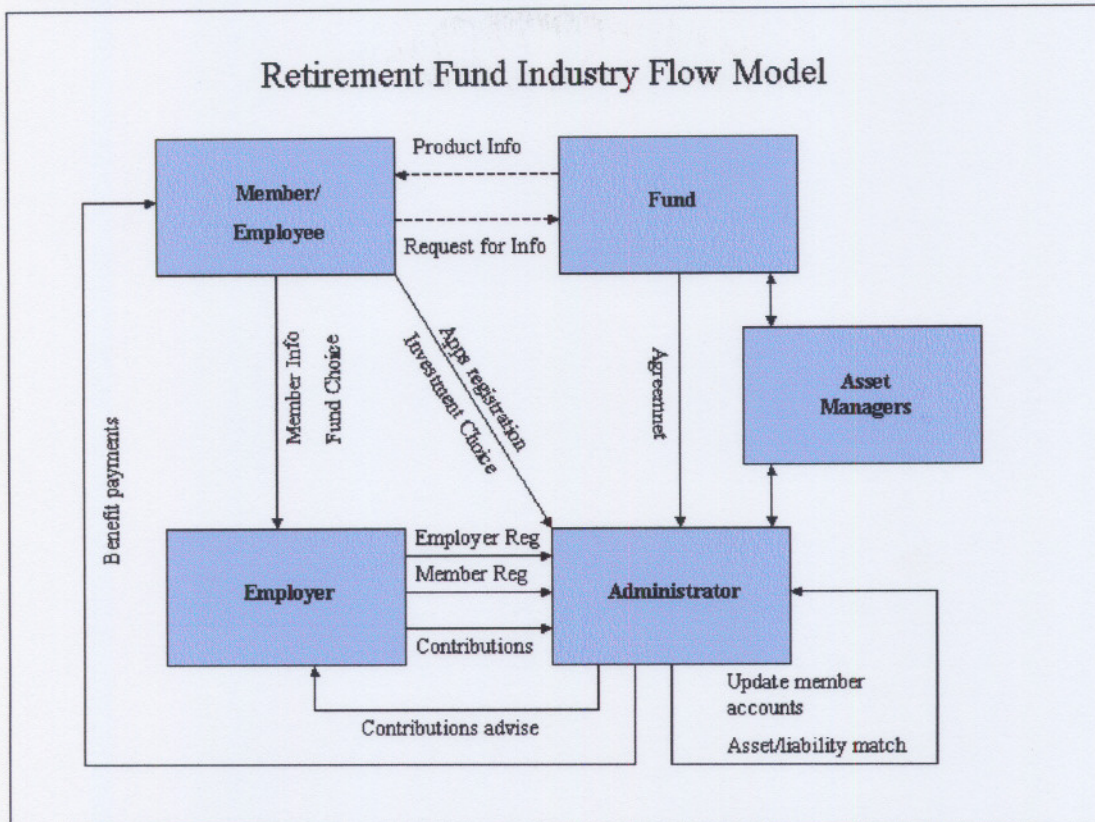 Retirement Fund Industry Flow Model
Product Info
Member/
Employee
Fund
Request for Info
Member Info
Fund Choice
Apps registration
Investment Choice
Agreemnet
Asset
Managers
Benefit payments
Employer Reg
Member Reg
Employer
Administrator
Contributions
Update member
accounts
Contributions advise
Asset/liability match